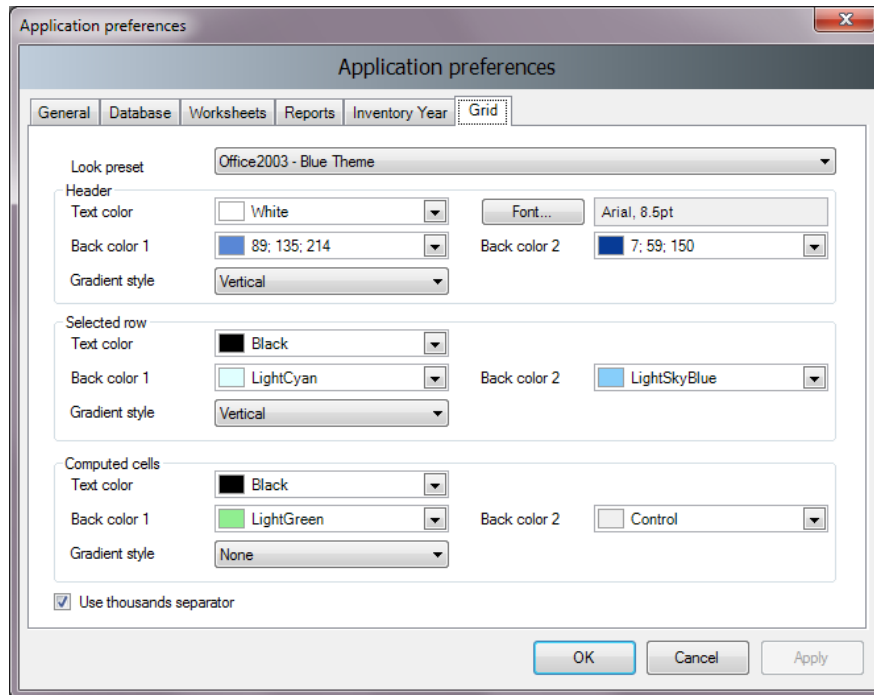 Application preferences
Application preferences
General Database Worksheets Reports Inventory Year Grid
Look preset Office2003 - Blue Theme
Header
Text color White Font... Arial, 8.5pt
Back color 1 89; 135; 214 Back color 2 7; 59; 150
Gradient style Vertical
Selected row
Text color Black
Back color 1 LightCyan Back color 2 LightSkyBlue
Gradient style Vertical
Computed cells
Text color Black
Back color 1 LightGreen Back color 2 Control
Gradient style None
Use thousands separator
OK Cancel Apply